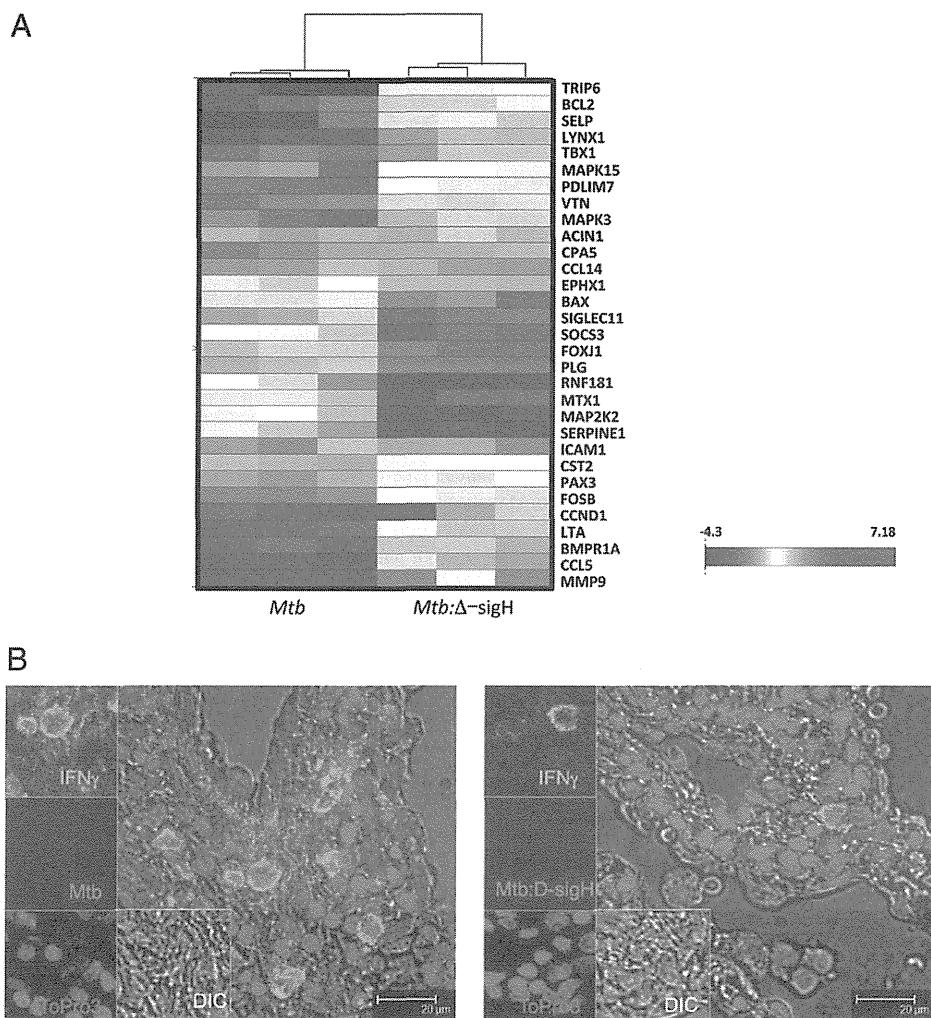 A
TRIP6
BCL2
SELP
LYNX1
TBX1
MAPK15
PDLIM7
VTN
MAPK3
ACIN1
CPA5
CCL14
EPHX1
BAX
SIGLEC11
SOCS3
FOXJ1
PLG
RNF181
MTX1
MAP2K2
SERPINE1
ICAM1
CST2
PAX3
FOSB
CCND1
LTA
BMPR1A
CCL5
MMP9
-4.3 7.18
Mtb Mtb:Δ-sigH
B
IFNγ
Mtb
ToPro3
DIC
20 µm
IFNγ
Mtb:D-sigH
ToPro3
DIC
20 µm